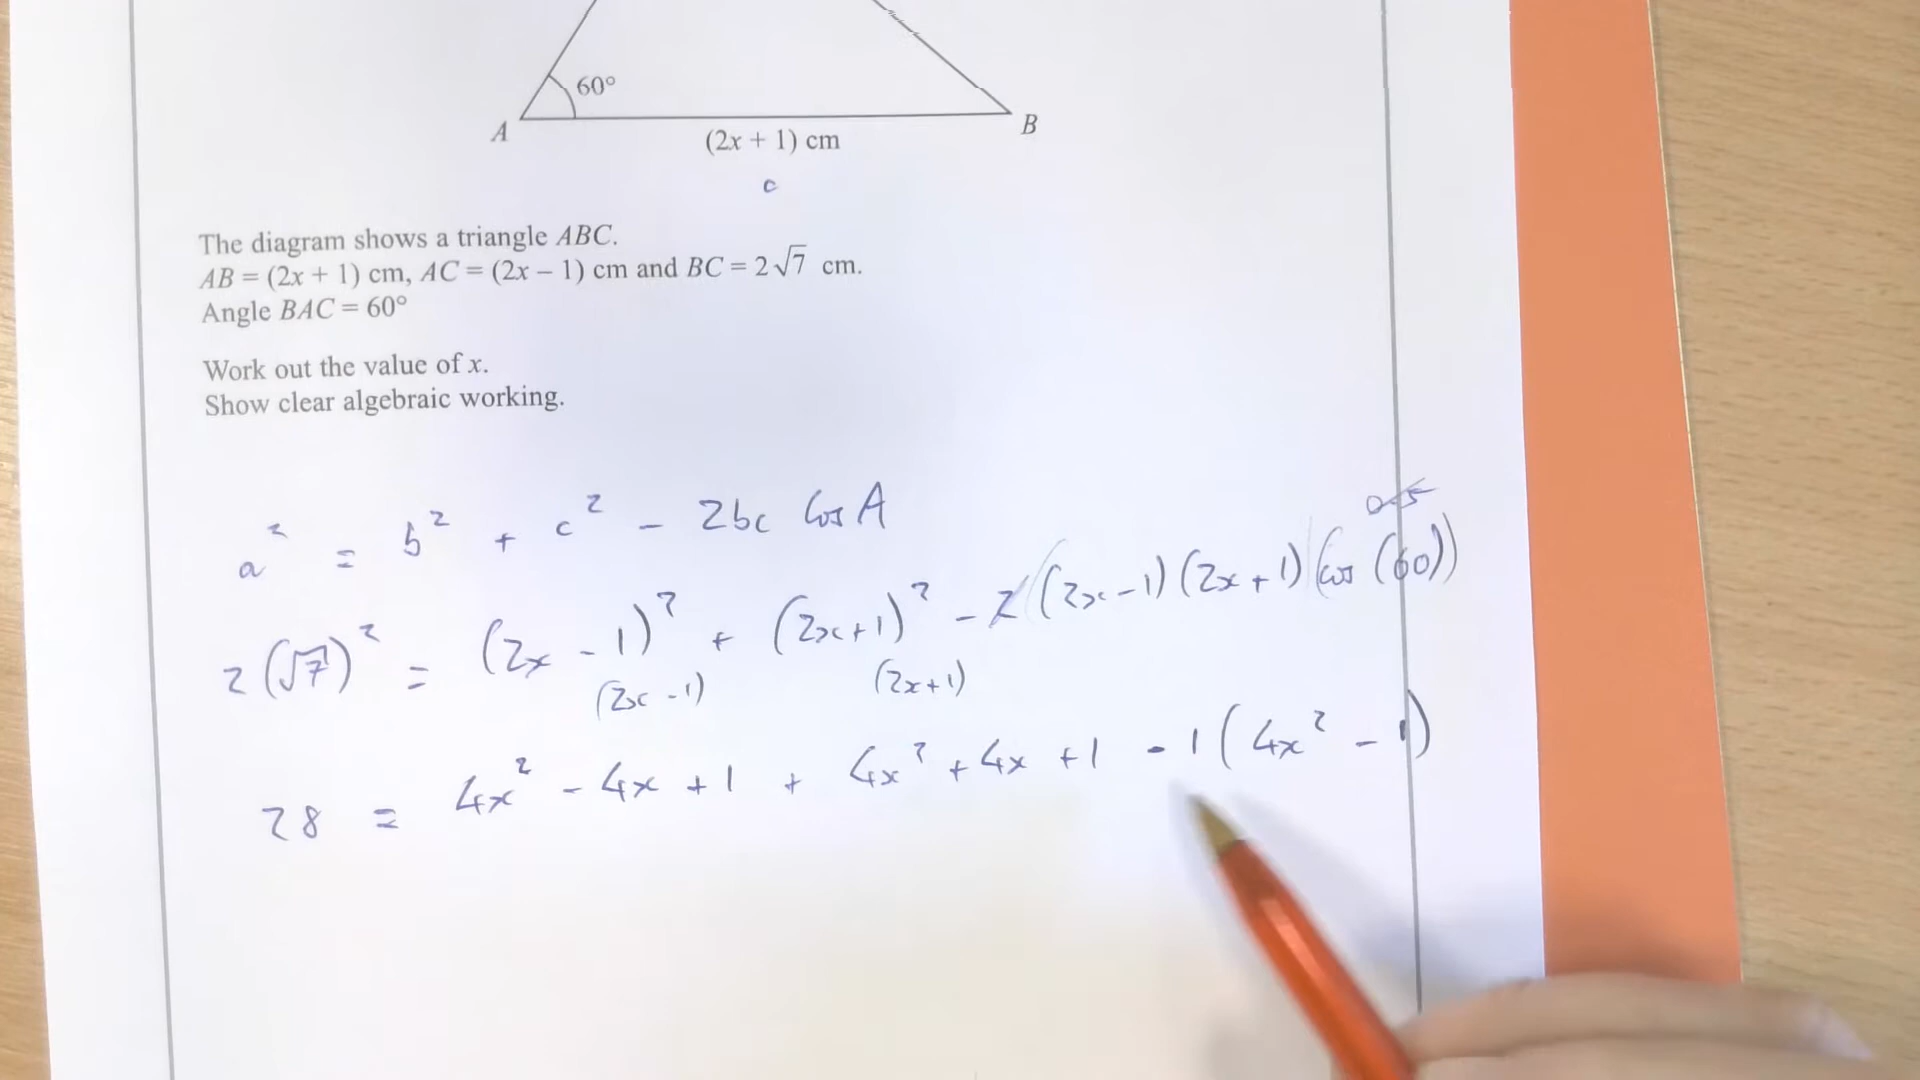 60°
A
B
(2x + 1) cm
c
The diagram shows a triangle ABC.
AB = (2x + 1) cm, AC = (2x – 1) cm and BC = 2√7 cm.
Angle BAC = 60°
Work out the value of x.
Show clear algebraic working.
a² = b² + c² - 2bc Cos A
0.5
2(√7)² = (2x - 1)² + (2x+1)² - 2((2x-1)(2x+1) Cos (60))
(2x -1) (2x+1)
28 = 4x² - 4x + 1 + 4x² + 4x + 1 - 1(4x² - 1)